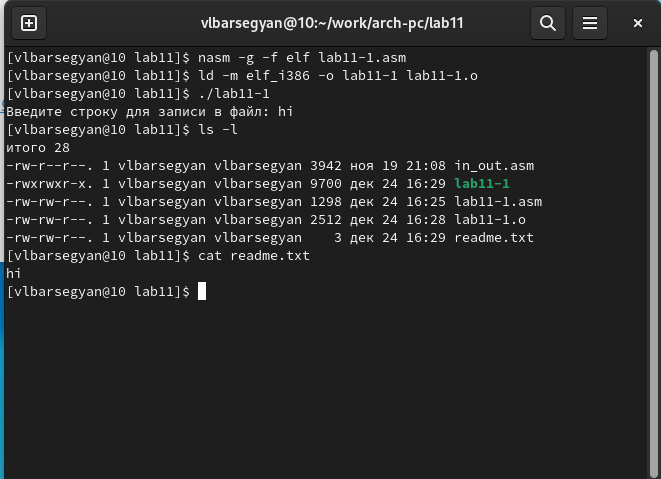 vlbarsegyan@10:~/work/arch-pc/lab11
[vlbarsegyan@10 lab11]$ nasm -g -f elf lab11-1.asm
[vlbarsegyan@10 lab11]$ ld -m elf_i386 -o lab11-1 lab11-1.o
[vlbarsegyan@10 lab11]$ ./lab11-1
Введите строку для записи в файл: hi
[vlbarsegyan@10 lab11]$ ls -l
итого 28
-rw-r--r--. 1 vlbarsegyan vlbarsegyan 3942 ноя 19 21:08 in_out.asm
-rwxrwxr-x. 1 vlbarsegyan vlbarsegyan 9700 дек 24 16:29 lab11-1
-rw-rw-r--. 1 vlbarsegyan vlbarsegyan 1298 дек 24 16:25 lab11-1.asm
-rw-rw-r--. 1 vlbarsegyan vlbarsegyan 2512 дек 24 16:28 lab11-1.o
-rw-rw-r--. 1 vlbarsegyan vlbarsegyan    3 дек 24 16:29 readme.txt
[vlbarsegyan@10 lab11]$ cat readme.txt
hi
[vlbarsegyan@10 lab11]$